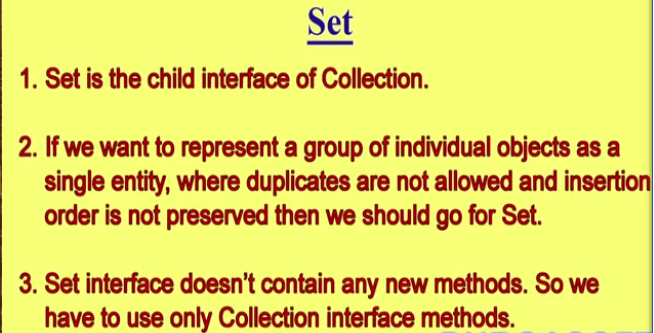 Set
1. Set is the child interface of Collection.
2. If we want to represent a group of individual objects as a
single entity, where duplicates are not allowed and insertion
order is not preserved then we should go for Set.
3. Set interface doesn't contain any new methods. So we
have to use only Collection interface methods.